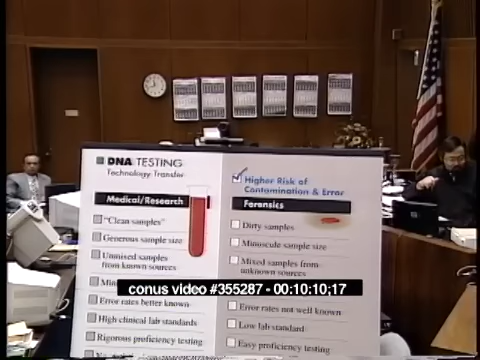 DNA TESTING
Technology Transfer
Medical/Research
"Clean samples"
Generous sample size
Unmixed samples
from known sources
Error rates better known
High clinical lab standards
Rigorous proficiency testing
Higher Risk of
Contamination & Error
Forensics
Dirty samples
Minuscule sample size
Mixed samples from
unknown sources
Error rates not well known
Low lab standard
Easy proficiency testing
conus video #355287 - 00:10:10;17